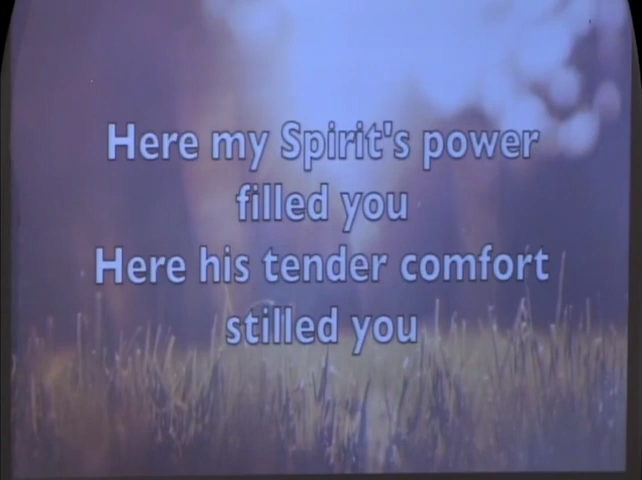 Here my Spirit's power
filled you
Here his tender comfort
stilled you